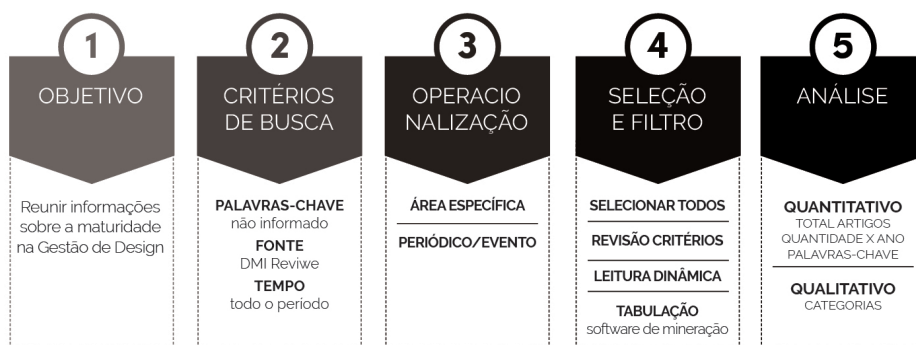 1
OBJETIVO
Reunir informações
sobre a maturidade
na Gestão de Design
2
CRITÉRIOS
DE BUSCA
PALAVRAS-CHAVE
não informado
FONTE
DMI Reviwe
TEMPO
todo o período
3
OPERACIO
NALIZAÇÃO
ÁREA ESPECÍFICA
PERIÓDICO/EVENTO
4
SELEÇÃO
E FILTRO
SELECIONAR TODOS
REVISÃO CRITÉRIOS
LEITURA DINÂMICA
TABULAÇÃO
software de mineração
5
ANÁLISE
QUANTITATIVO
TOTAL ARTIGOS
QUANTIDADE X ANO
PALAVRAS-CHAVE
QUALITATIVO
CATEGORIAS